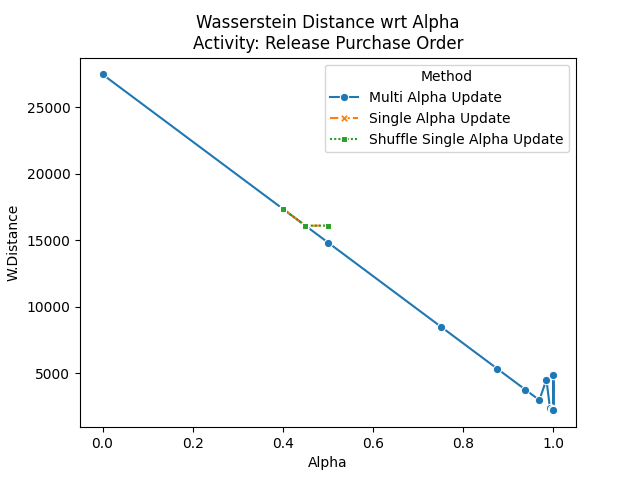 Wasserstein Distance wrt Alpha
Activity: Release Purchase Order
Method
Multi Alpha Update
Single Alpha Update
Shuffle Single Alpha Update
W.Distance
25000
20000
15000
10000
5000
0.0 0.2 0.4 0.6 0.8 1.0
Alpha